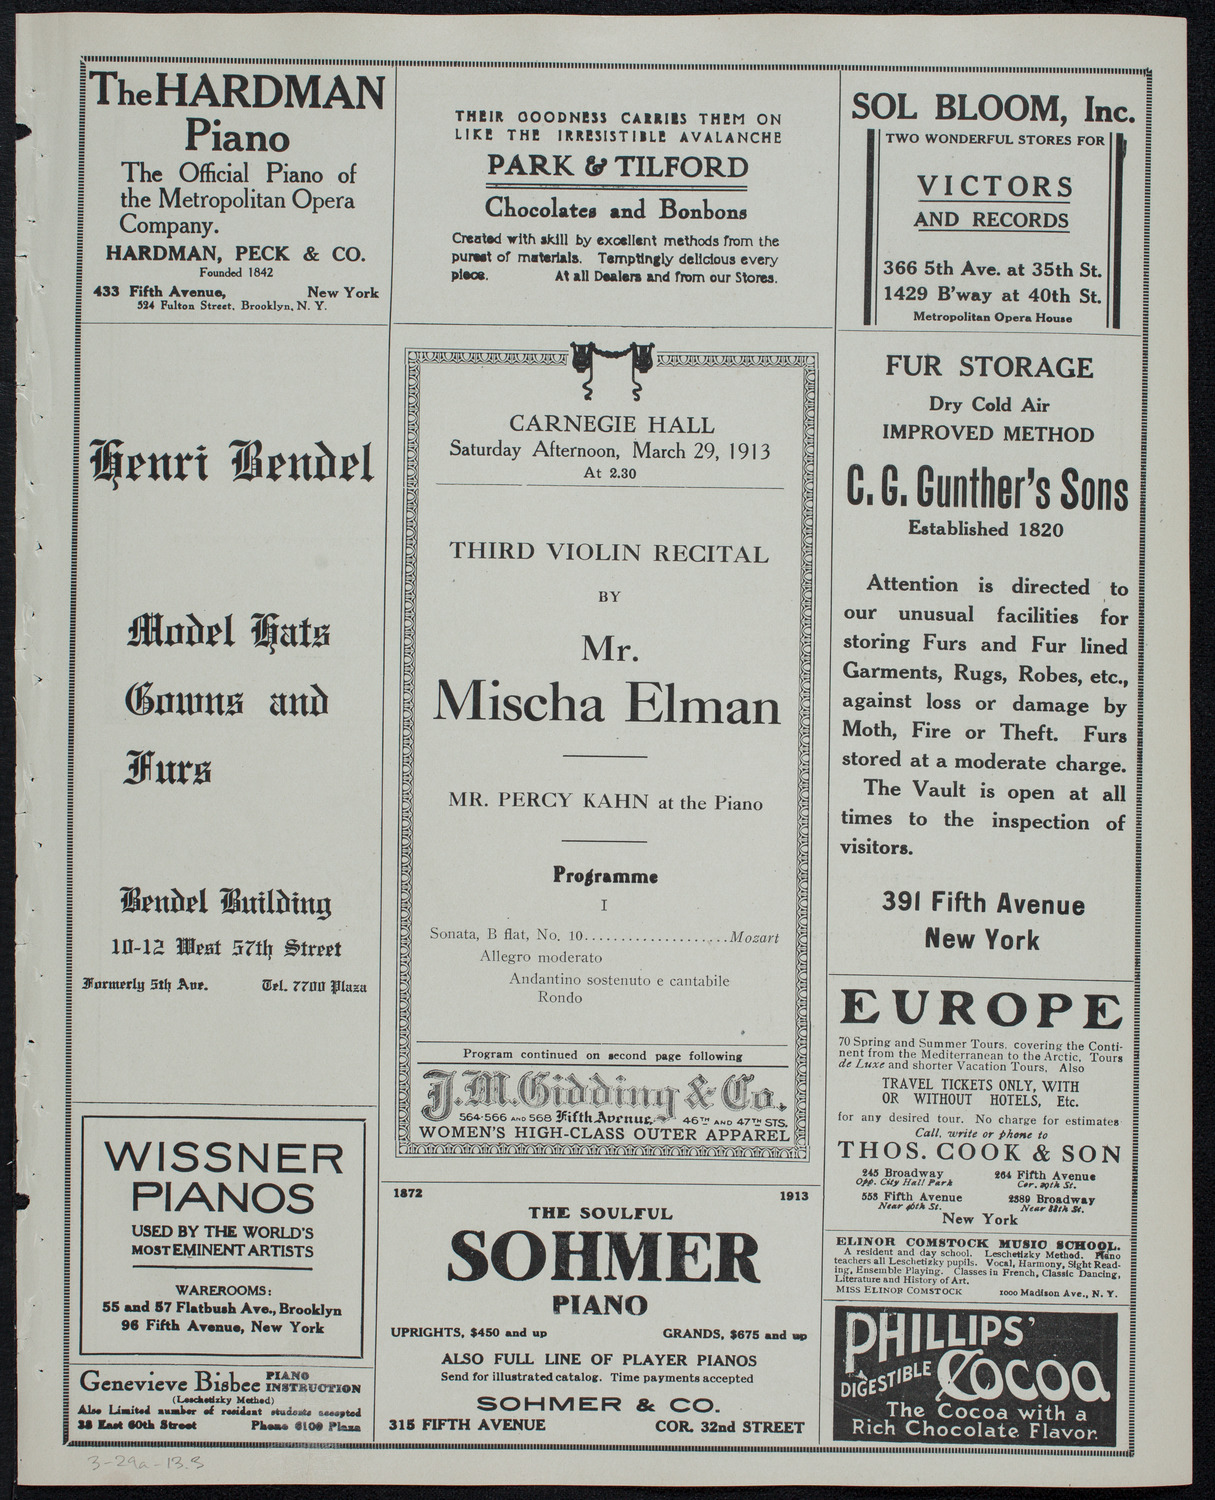 The HARDMAN
Piano
The Official Piano of
the Metropolitan Opera
Company.
HARDMAN, PECK & CO.
Founded 1842
433 Fifth Avenue, New York
524 Fulton Street, Brooklyn, N. Y.
Henri Bendel
Model Hats
Gowns and
Furs
Bendel Building
10-12 West 57th Street
Formerly 5th Ave. Tel. 7700 Plaza
WISSNER
PIANOS
USED BY THE WORLD'S
MOST EMINENT ARTISTS
WAREROOMS:
55 and 57 Flatbush Ave., Brooklyn
96 Fifth Avenue, New York
Genevieve Bisbee PIANO INSTRUCTION
(Leschetizky Method)
Also Limited number of resident students accepted
38 East 60th Street Phone 6109 Plaza
THEIR GOODNESS CARRIES THEM ON
LIKE THE IRRESISTIBLE AVALANCHE
PARK & TILFORD
Chocolates and Bonbons
Created with skill by excellent methods from the
purest of materials. Temptingly delicious every
piece. At all Dealers and from our Stores.
CARNEGIE HALL
Saturday Afternoon, March 29, 1913
At 2.30
THIRD VIOLIN RECITAL
BY
Mr.
Mischa Elman
MR. PERCY KAHN at the Piano
Programme
I
Sonata, B flat, No. 10....................Mozart
Allegro moderato
Andantino sostenuto e cantabile
Rondo
Program continued on second page following
J.M. Gidding & Co.
564-566 AND 568 Fifth Avenue, 46TH AND 47TH STS.
WOMEN'S HIGH-CLASS OUTER APPAREL
1872 1913
THE SOULFUL
SOHMER
PIANO
UPRIGHTS, $450 and up GRANDS, $675 and up
ALSO FULL LINE OF PLAYER PIANOS
Send for illustrated catalog. Time payments accepted
SOHMER & CO.
315 FIFTH AVENUE COR. 32nd STREET
SOL BLOOM, Inc.
TWO WONDERFUL STORES FOR
VICTORS
AND RECORDS
366 5th Ave. at 35th St.
1429 B'way at 40th St.
Metropolitan Opera House
FUR STORAGE
Dry Cold Air
IMPROVED METHOD
C. G. Gunther's Sons
Established 1820
Attention is directed to
our unusual facilities for
storing Furs and Fur lined
Garments, Rugs, Robes, etc.,
against loss or damage by
Moth, Fire or Theft. Furs
stored at a moderate charge.
The Vault is open at all
times to the inspection of
visitors.
391 Fifth Avenue
New York
EUROPE
70 Spring and Summer Tours, covering the Conti-
nent from the Mediterranean to the Arctic, Tours
de Luxe and shorter Vacation Tours, Also
TRAVEL TICKETS ONLY, WITH
OR WITHOUT HOTELS, Etc.
for any desired tour. No charge for estimates
Call, write or phone to
THOS. COOK & SON
245 Broadway 264 Fifth Avenue
Opp. City Hall Park Cor. 29th St.
553 Fifth Avenue 2389 Broadway
Near 46th St. Near 88th St.
New York
ELINOR COMSTOCK MUSIC SCHOOL.
A resident and day school. Leschetizky Method. Piano
teachers all Leschetizky pupils. Vocal, Harmony, Sight Read-
ing, Ensemble Playing. Classes in French, Classic Dancing,
Literature and History of Art.
MISS ELINOR COMSTOCK 1000 Madison Ave., N. Y.
PHILLIPS'
DIGESTIBLE COCOA
The Cocoa with a
Rich Chocolate Flavor.
3-29a-13.S